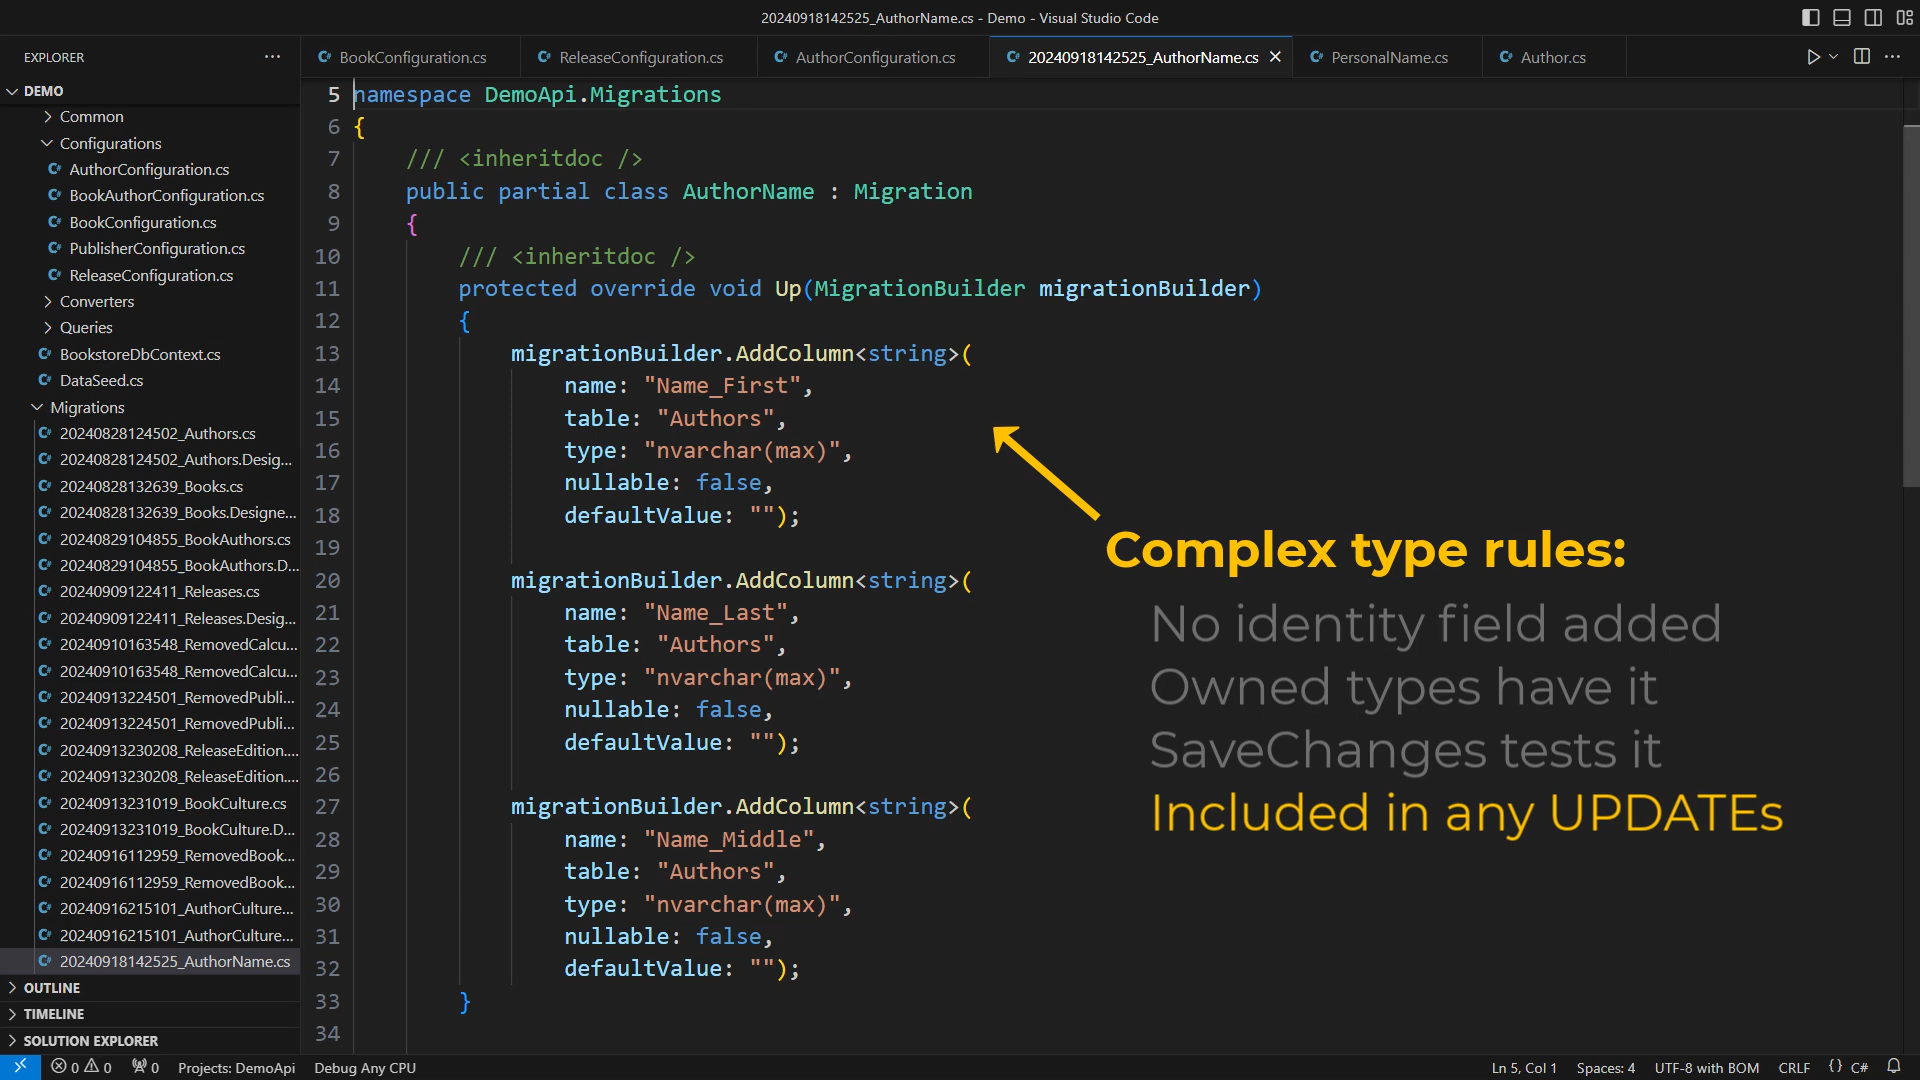 20240918142525_AuthorName.cs - Demo - Visual Studio Code
EXPLORER
BookConfiguration.cs
ReleaseConfiguration.cs
AuthorConfiguration.cs
20240918142525_AuthorName.cs
PersonalName.cs
Author.cs
DEMO
Common
Configurations
AuthorConfiguration.cs
BookAuthorConfiguration.cs
BookConfiguration.cs
PublisherConfiguration.cs
ReleaseConfiguration.cs
Converters
Queries
BookstoreDbContext.cs
DataSeed.cs
Migrations
20240828124502_Authors.cs
20240828124502_Authors.Desig...
20240828132639_Books.cs
20240828132639_Books.Designe...
20240829104855_BookAuthors.cs
20240829104855_BookAuthors.D...
20240909122411_Releases.cs
20240909122411_Releases.Desig...
20240910163548_RemovedCalcu...
20240910163548_RemovedCalcu...
20240913224501_RemovedPubli...
20240913224501_RemovedPubli...
20240913230208_ReleaseEdition....
20240913230208_ReleaseEdition....
20240913231019_BookCulture.cs
20240913231019_BookCulture.D...
20240916112959_RemovedBook...
20240916112959_RemovedBook...
20240916215101_AuthorCulture...
20240916215101_AuthorCulture...
20240918142525_AuthorName.cs
OUTLINE
TIMELINE
SOLUTION EXPLORER
5 namespace DemoApi.Migrations
6 {
7 /// <inheritdoc />
8 public partial class AuthorName : Migration
9 {
10 /// <inheritdoc />
11 protected override void Up(MigrationBuilder migrationBuilder)
12 {
13 migrationBuilder.AddColumn<string>(
14 name: "Name_First",
15 table: "Authors",
16 type: "nvarchar(max)",
17 nullable: false,
18 defaultValue: "");
19
20 migrationBuilder.AddColumn<string>(
21 name: "Name_Last",
22 table: "Authors",
23 type: "nvarchar(max)",
24 nullable: false,
25 defaultValue: "");
26
27 migrationBuilder.AddColumn<string>(
28 name: "Name_Middle",
29 table: "Authors",
30 type: "nvarchar(max)",
31 nullable: false,
32 defaultValue: "");
33 }
34
Complex type rules:
No identity field added
Owned types have it
SaveChanges tests it
Included in any UPDATEs
0 0 0 Projects: DemoApi Debug Any CPU Ln 5, Col 1 Spaces: 4 UTF-8 with BOM CRLF {} C#